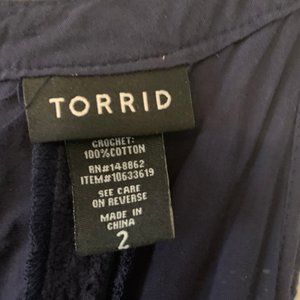 TORRID
CROCHET:
100%COTTON
RN#148862
ITEM#10633619
SEE CARE
ON REVERSE
MADE IN
CHINA
2